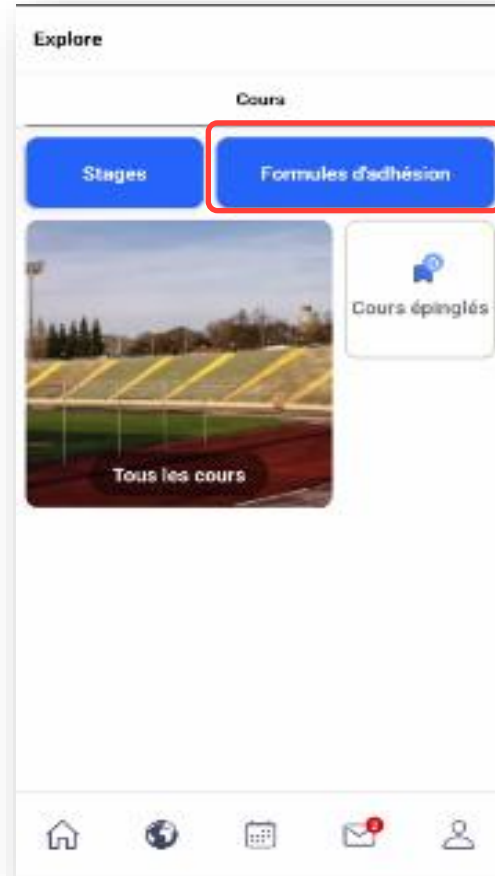 Explore
Cours
Stages
Formules d'adhésion
Cours épinglés
Tous les cours